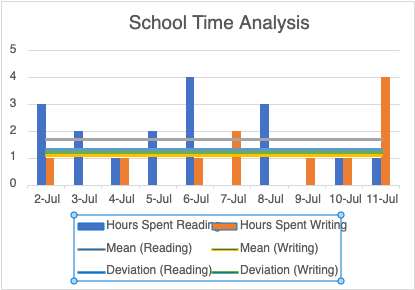 School Time Analysis
5
4
3
2
1
0
2-Jul 3-Jul 4-Jul 5-Jul 6-Jul 7-Jul 8-Jul 9-Jul 10-Jul 11-Jul
Hours Spent Reading Hours Spent Writing
Mean (Reading) Mean (Writing)
Deviation (Reading) Deviation (Writing)